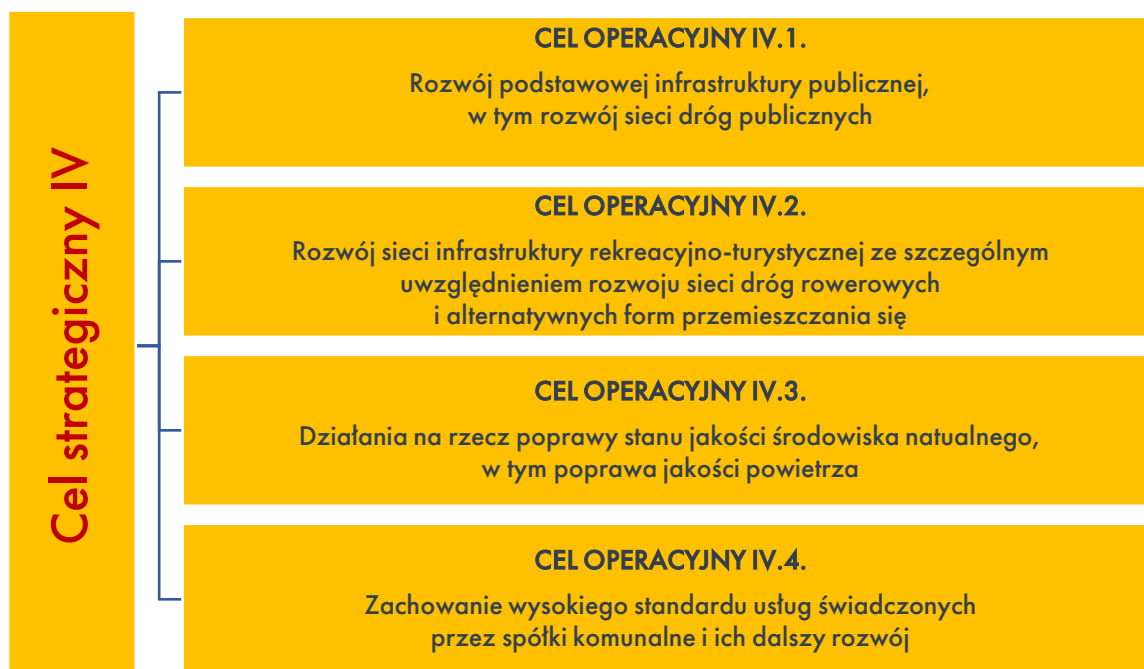 Cel strategiczny IV
CEL OPERACYJNY IV.1.
Rozwój podstawowej infrastruktury publicznej,
w tym rozwój sieci dróg publicznych
CEL OPERACYJNY IV.2.
Rozwój sieci infrastruktury rekreacyjno-turystycznej ze szczególnym
uwzględnieniem rozwoju sieci dróg rowerowych
i alternatywnych form przemieszczania się
CEL OPERACYJNY IV.3.
Działania na rzecz poprawy stanu jakości środowiska natualnego,
w tym poprawa jakości powietrza
CEL OPERACYJNY IV.4.
Zachowanie wysokiego standardu usług świadczonych
przez spółki komunalne i ich dalszy rozwój